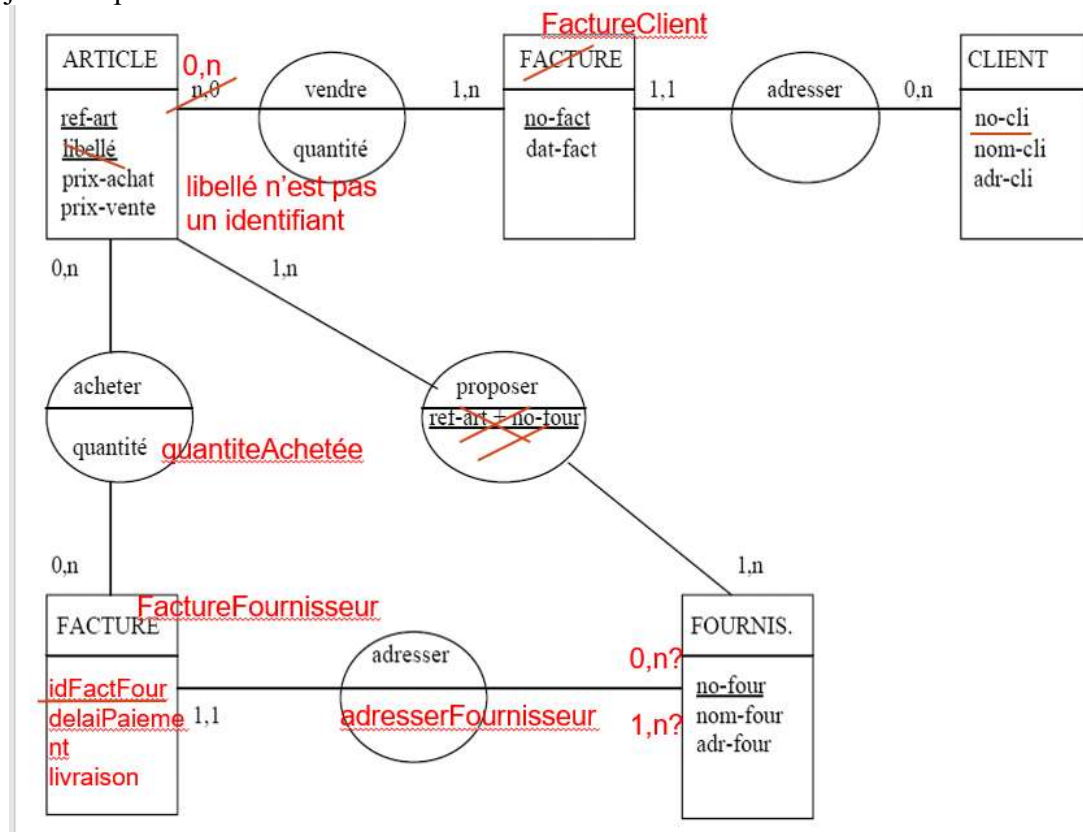 FactureClient
ARTICLE
0,n
n,0
vendre
1,n
FACTURE
1,1
adresser
0,n
CLIENT
ref-art
libellé
prix-achat
prix-vente
quantité
no-fact
dat-fact
no-cli
nom-cli
adr-cli
libellé n'est pas
un identifiant
0,n
1,n
acheter
quantité
quantiteAchetée
proposer
ref-art + no-four
0,n
1,n
FactureFournisseur
FACTURE
adresser
0,n?
FOURNIS.
idFactFour
delaiPaieme
nt
livraison
1,1
adresserFournisseur
1,n?
no-four
nom-four
adr-four